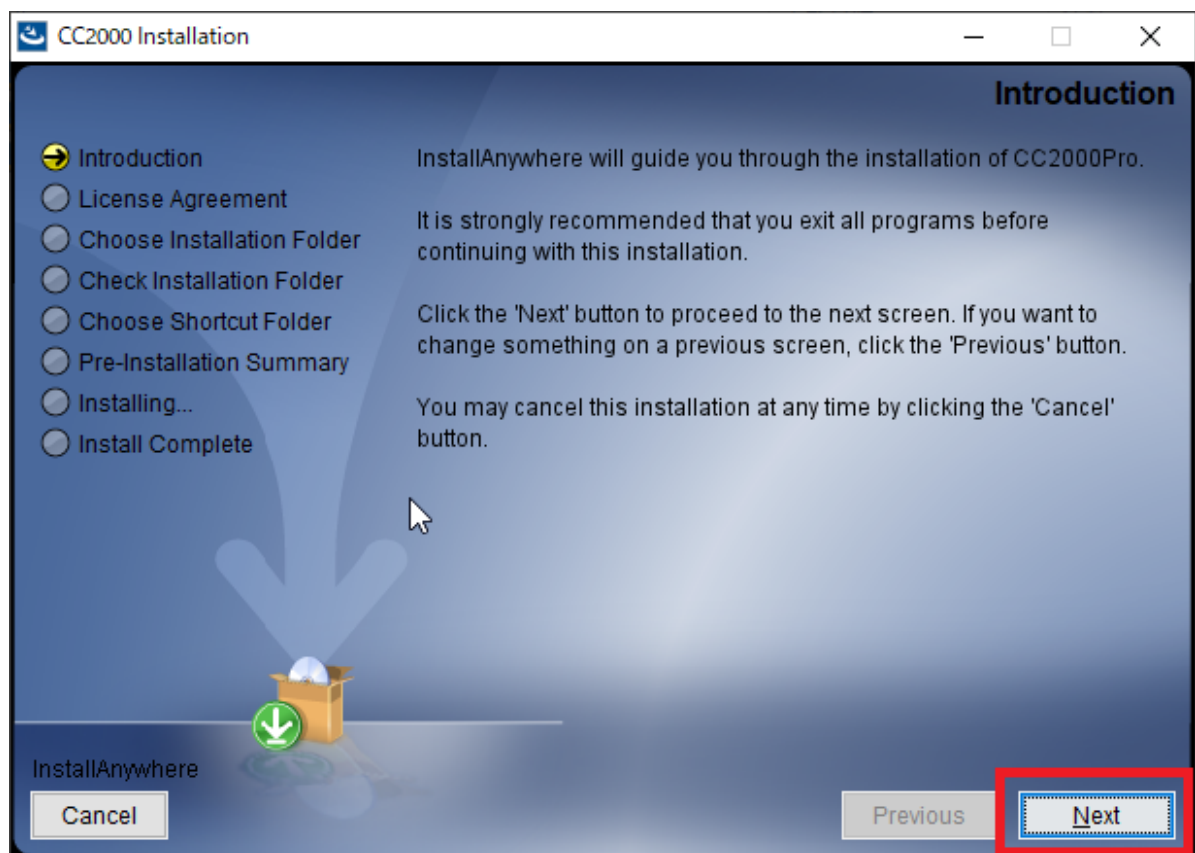 CC2000 Installation
Introduction
Introduction
License Agreement
Choose Installation Folder
Check Installation Folder
Choose Shortcut Folder
Pre-Installation Summary
Installing...
Install Complete
InstallAnywhere will guide you through the installation of CC2000Pro.
It is strongly recommended that you exit all programs before
continuing with this installation.
Click the 'Next' button to proceed to the next screen. If you want to
change something on a previous screen, click the 'Previous' button.
You may cancel this installation at any time by clicking the 'Cancel'
button.
InstallAnywhere
Cancel
Previous
Next